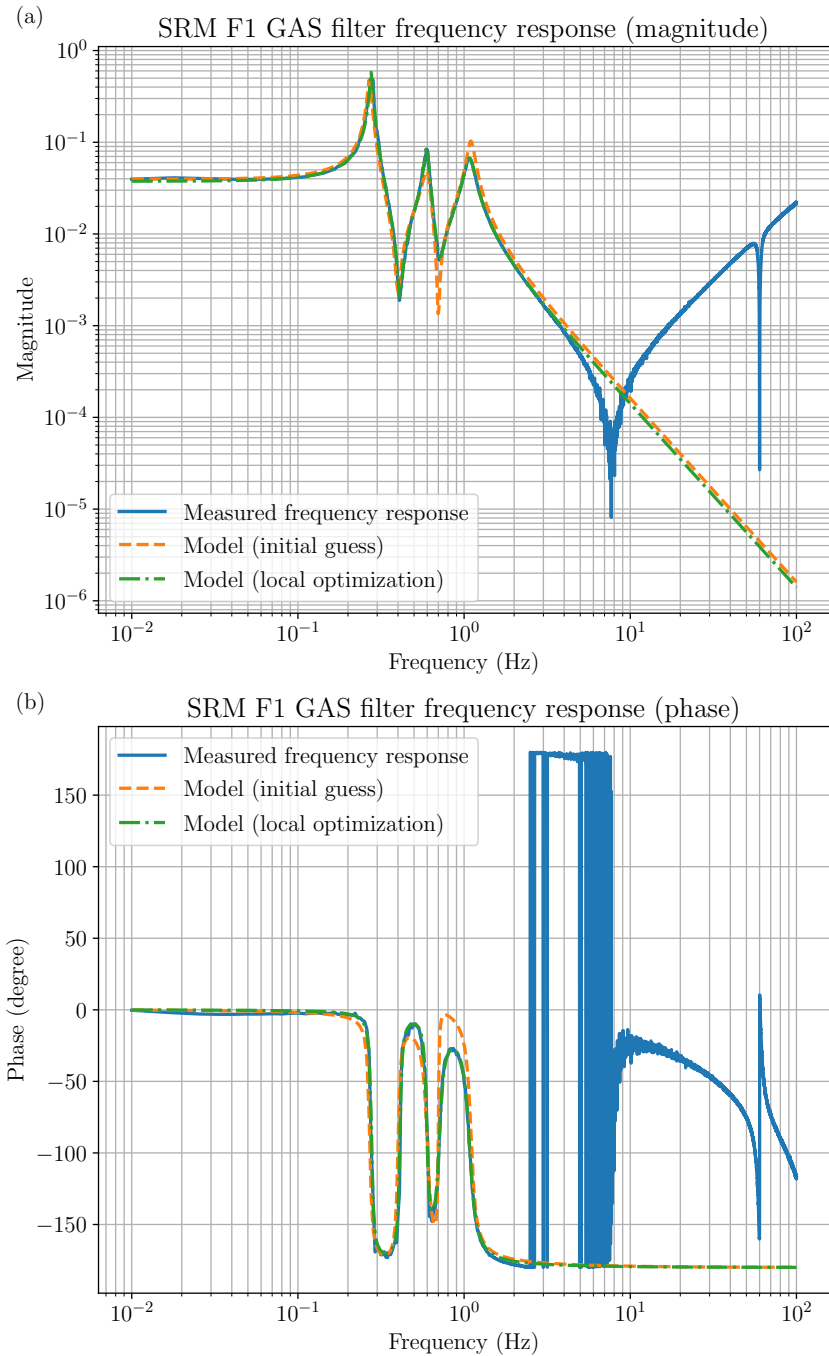 (a)
SRM F1 GAS filter frequency response (magnitude)
10^0
10^-1
10^-2
10^-3
10^-4
10^-5
10^-6
Magnitude
Measured frequency response
Model (initial guess)
Model (local optimization)
10^-2
10^-1
10^0
10^1
10^2
Frequency (Hz)
(b)
SRM F1 GAS filter frequency response (phase)
Measured frequency response
Model (initial guess)
Model (local optimization)
150
100
50
0
−50
−100
−150
Phase (degree)
10^-2
10^-1
10^0
10^1
10^2
Frequency (Hz)